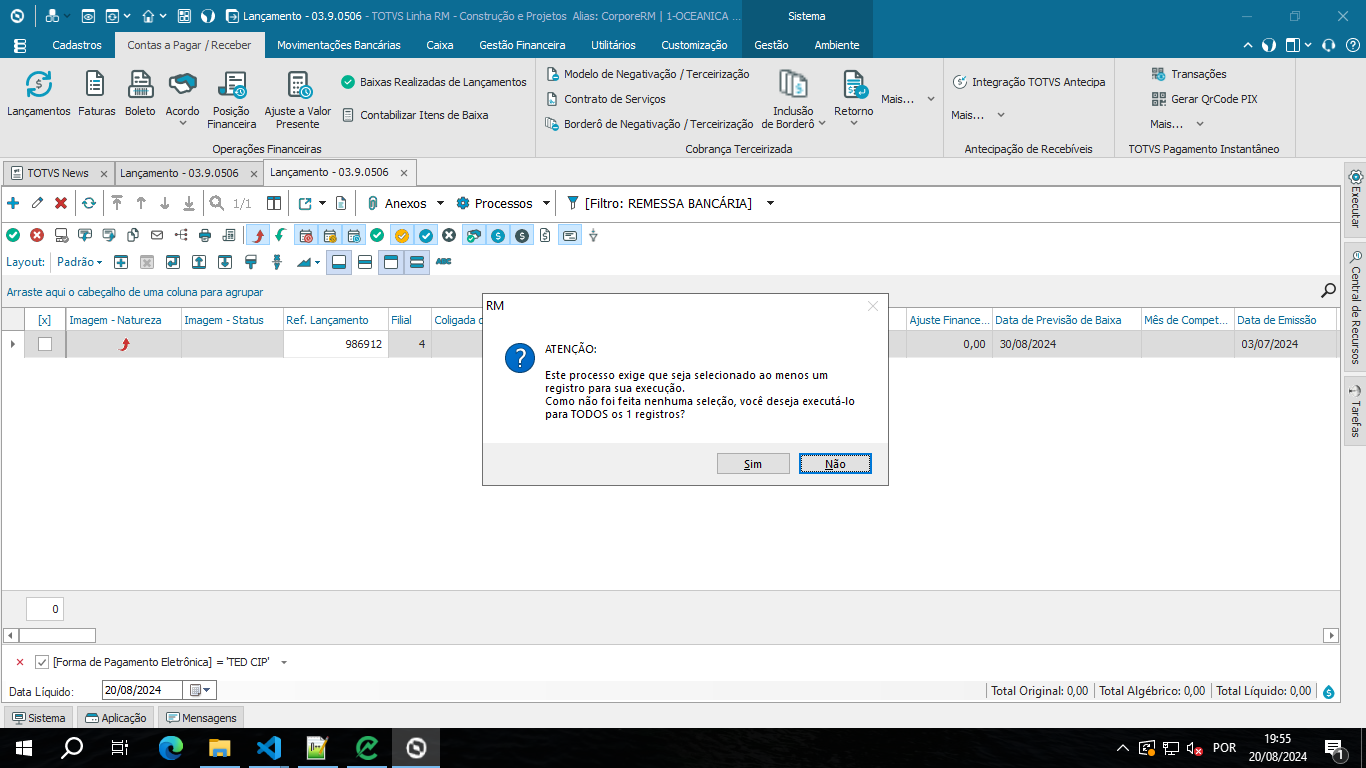 Lançamento - 03.9.0506 - TOTVS Linha RM - Construção e Projetos Alias: CorporeRM | 1-OCEANICA ...
Sistema
Cadastros
Contas a Pagar / Receber
Movimentações Bancárias
Caixa
Gestão Financeira
Utilitários
Customização
Gestão
Ambiente
Lançamentos
Faturas
Boleto
Acordo
Posição
Financeira
Ajuste a Valor
Presente
Baixas Realizadas de Lançamentos
Contabilizar Itens de Baixa
Operações Financeiras
Modelo de Negativação / Terceirização
Contrato de Serviços
Borderô de Negativação / Terceirização
Inclusão
de Borderô
Retorno
Mais...
Cobrança Terceirizada
Integração TOTVS Antecipa
Mais...
Antecipação de Recebíveis
Transações
Gerar QrCode PIX
Mais...
TOTVS Pagamento Instantâneo
TOTVS News
Lançamento - 03.9.0506
Lançamento - 03.9.0506
1/1
Anexos
Processos
[Filtro: REMESSA BANCÁRIA]
Layout:
Padrão
ABC
Arraste aqui o cabeçalho de uma coluna para agrupar
[x]
Imagem - Natureza
Imagem - Status
Ref. Lançamento
Filial
Coligada
Ajuste Finance...
Data de Previsão de Baixa
Mês de Compet...
Data de Emissão
986912
4
0,00
30/08/2024
03/07/2024
RM
ATENÇÃO:
Este processo exige que seja selecionado ao menos um
registro para sua execução.
Como não foi feita nenhuma seleção, você deseja executá-lo
para TODOS os 1 registros?
Sim
Não
Executar
Central de Recursos
Tarefas
0
[Forma de Pagamento Eletrônica] = 'TED CIP'
Data Líquido:
20/08/2024
Total Original: 0,00
Total Algébrico: 0,00
Total Líquido: 0,00
Sistema
Aplicação
Mensagens
POR
19:55
20/08/2024
1